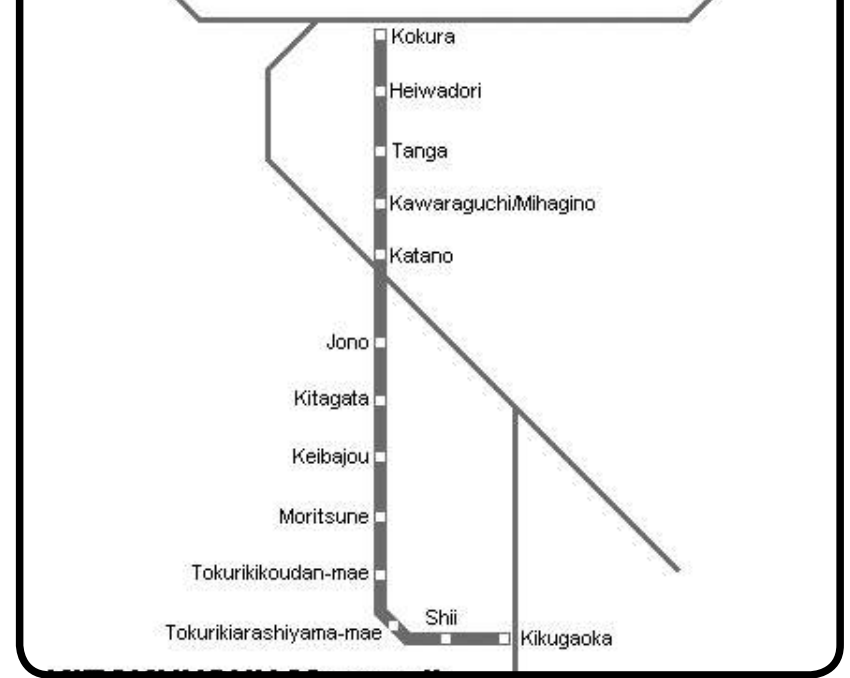 Kokura
Heiwadori
Tanga
Kawaraguchi/Mihagino
Katano
Jono
Kitagata
Keibajou
Moritsune
Tokurikikoudan-mae
Shii
Tokurikiarashiyama-mae
Kikugaoka